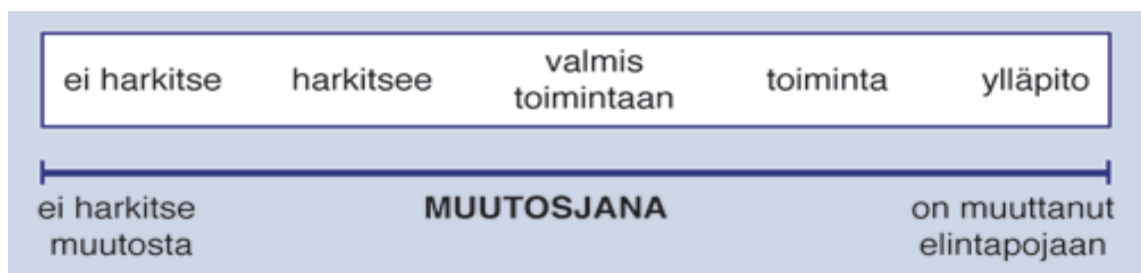 ei harkitse harkitsee valmis toimintaan toiminta ylläpito
ei harkitse muutosta MUUTOSJANA on muuttanut elintapojaan